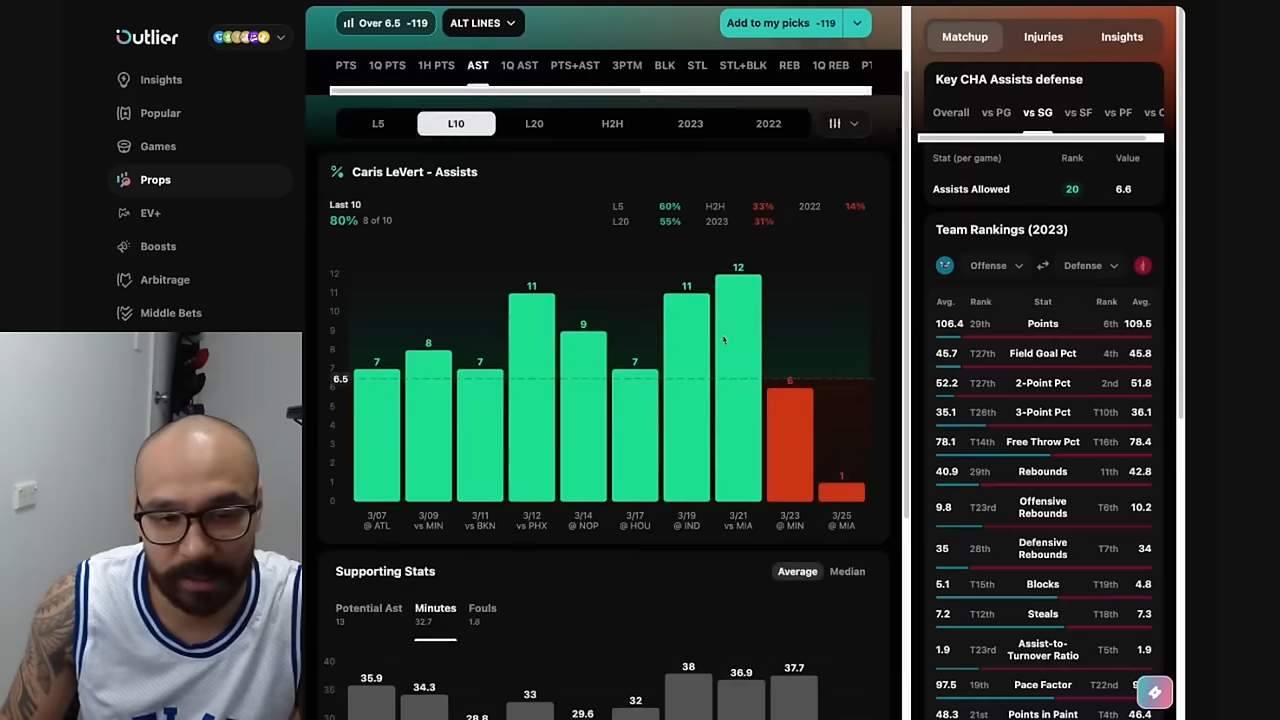 Outlier
Insights
Popular
Games
Props
EV+
Boosts
Arbitrage
Middle Bets
Over 6.5 -119
ALT LINES
Add to my picks -119
PTS 1Q PTS 1H PTS AST 1Q AST PTS+AST 3PTM BLK STL STL+BLK REB 1Q REB
L5 L10 L20 H2H 2023 2022
Caris LeVert - Assists
Last 10
80% 8 of 10
L5 60% H2H 33% 2022 14%
L20 55% 2023 31%
12
11
10
9
8
7
6
5
4
3
2
1
0
6.5
7 8 7 11 9 7 11 12 6 1
3/07 3/09 3/11 3/12 3/14 3/17 3/19 3/21 3/23 3/25
@ ATL vs MIN vs BKN vs PHX @ NOP @ HOU @ IND vs MIA @ MIN @ MIA
Supporting Stats
Average Median
Potential Ast Minutes Fouls
13 32.7 1.8
40
35
30
35.9 34.3 28.8 33 29.6 32 38 36.9 37.7
Matchup Injuries Insights
Key CHA Assists defense
Overall vs PG vs SG vs SF vs PF
Stat (per game) Rank Value
Assists Allowed 20 6.6
Team Rankings (2023)
Offense Defense
Avg. Rank Stat Rank Avg.
106.4 29th Points 6th 109.5
45.7 T27th Field Goal Pct 4th 45.8
52.2 T27th 2-Point Pct 2nd 51.8
35.1 T26th 3-Point Pct T10th 36.1
78.1 T14th Free Throw Pct T16th 78.4
40.9 29th Rebounds 11th 42.8
9.8 T23rd Offensive Rebounds T6th 10.2
35 28th Defensive Rebounds T7th 34
5.1 T15th Blocks T19th 4.8
7.2 T12th Steals T18th 7.3
1.9 T23rd Assist-to-Turnover Ratio T5th 1.9
97.5 19th Pace Factor T22nd
48.3 21st Points in Paint T4th 46.4